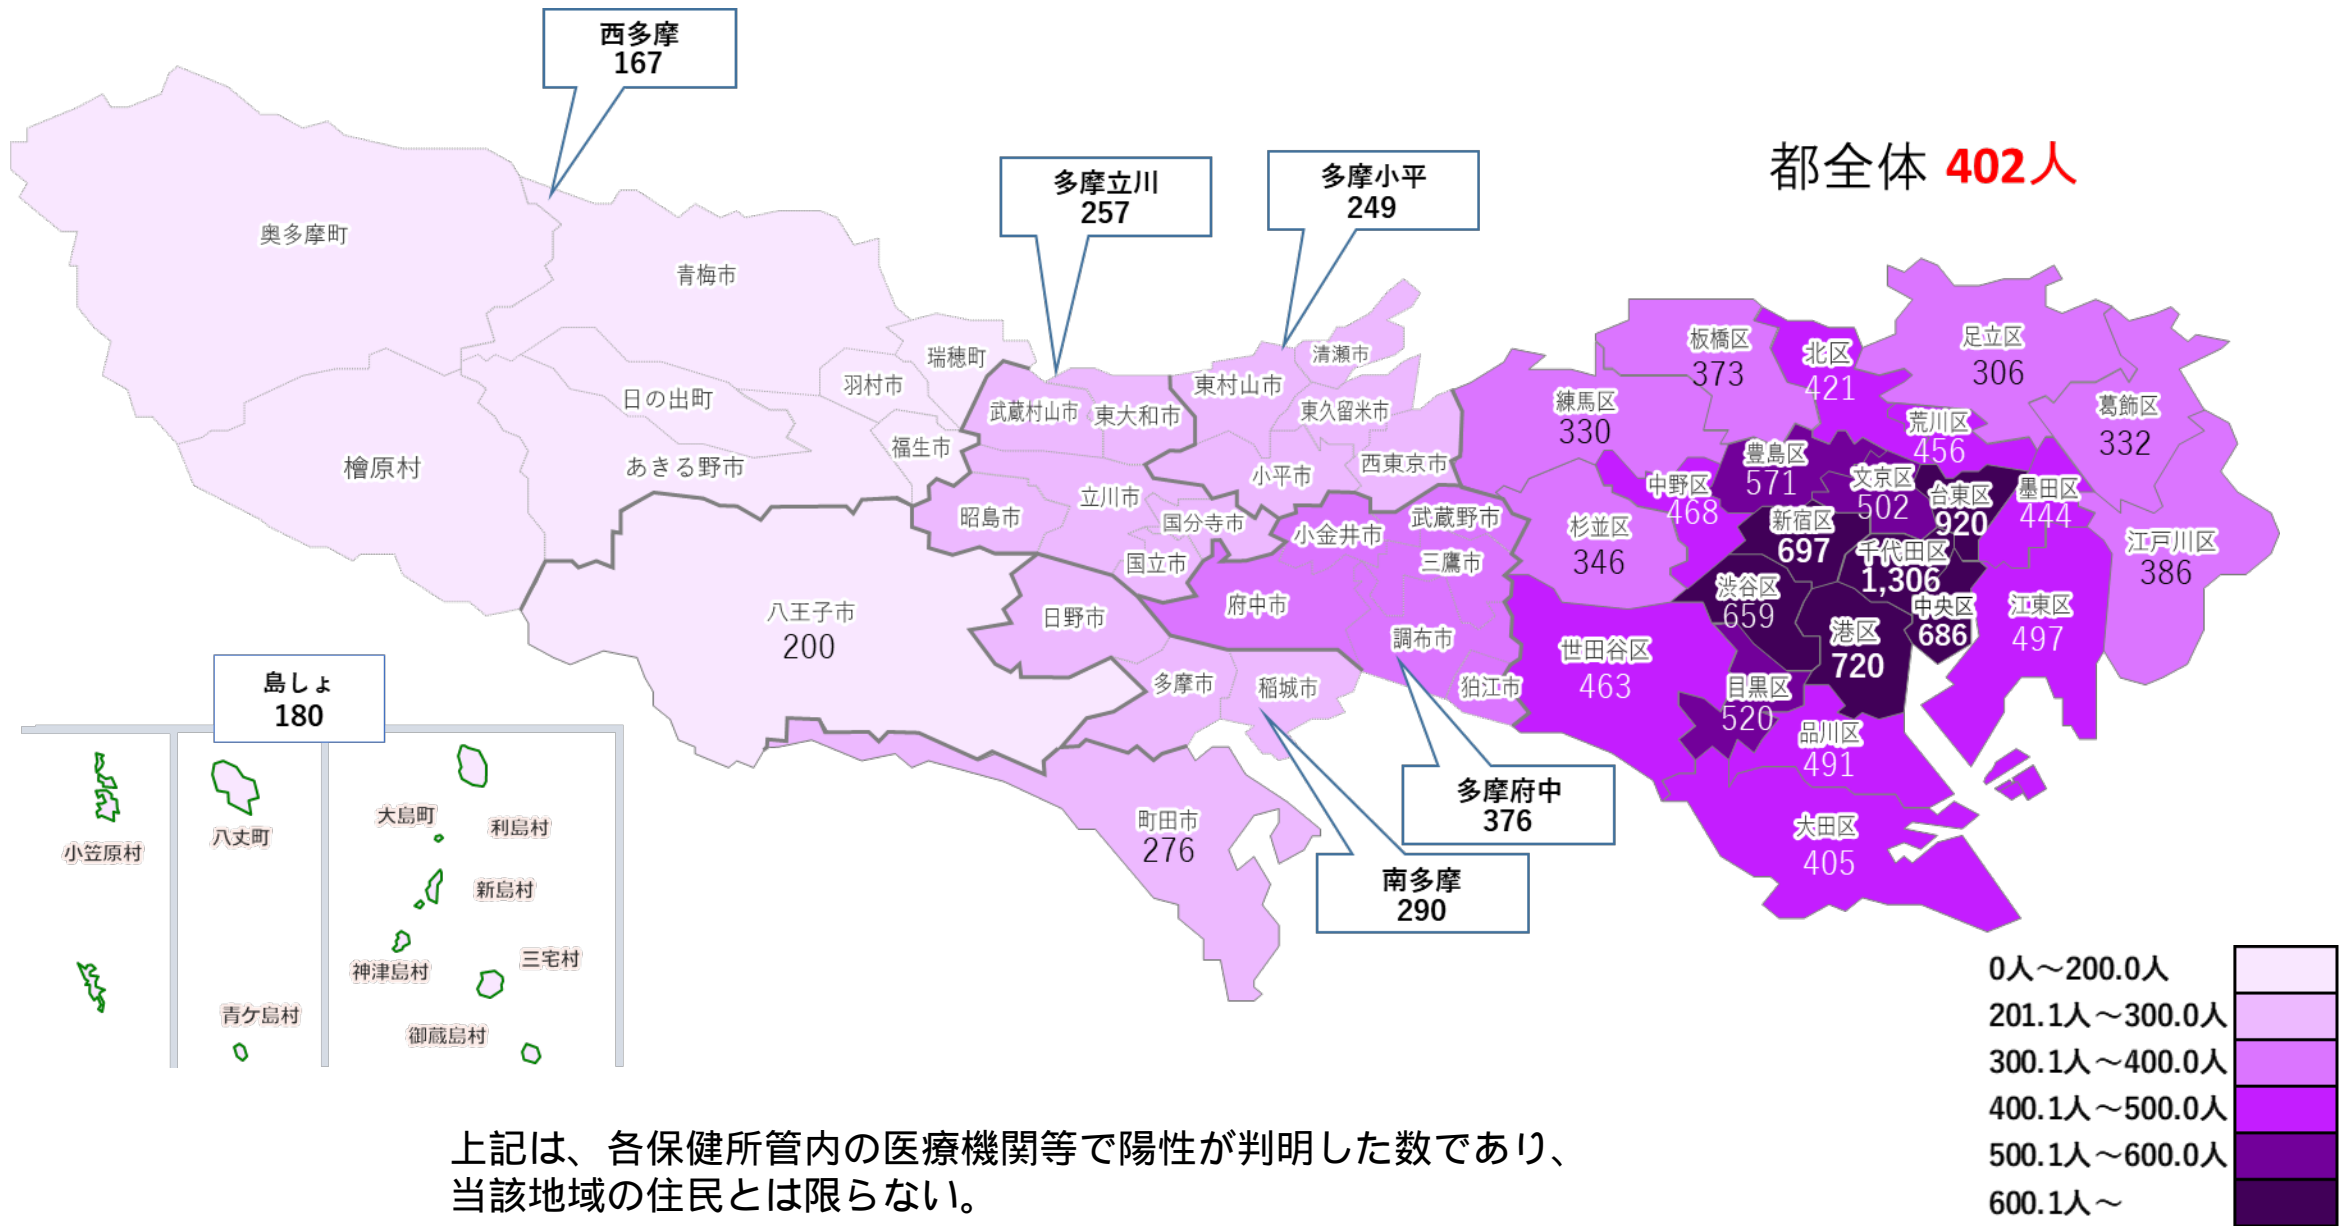 西多摩
167
多摩立川
257
多摩小平
249
都全体 402人
奥多摩町
青梅市
瑞穂町
羽村市
日の出町
福生市
あきる野市
檜原村
武蔵村山市
東大和市
東村山市
清瀬市
東久留米市
小平市
西東京市
昭島市
立川市
国分寺市
国立市
小金井市
武蔵野市
三鷹市
府中市
調布市
狛江市
八王子市
200
日野市
多摩市
稲城市
町田市
276
多摩府中
376
南多摩
290
板橋区
373
北区
421
足立区
306
葛飾区
332
練馬区
330
荒川区
456
豊島区
571
文京区
502
台東区
920
墨田区
444
中野区
468
新宿区
697
杉並区
346
千代田区
1,306
江戸川区
386
渋谷区
659
中央区
686
江東区
497
港区
720
世田谷区
463
目黒区
520
品川区
491
大田区
405
島しょ
180
小笠原村
八丈町
青ケ島村
大島町
利島村
新島村
神津島村
三宅村
御蔵島村
0人～200.0人
201.1人～300.0人
300.1人～400.0人
400.1人～500.0人
500.1人～600.0人
600.1人～
上記は、各保健所管内の医療機関等で陽性が判明した数であり、
当該地域の住民とは限らない。